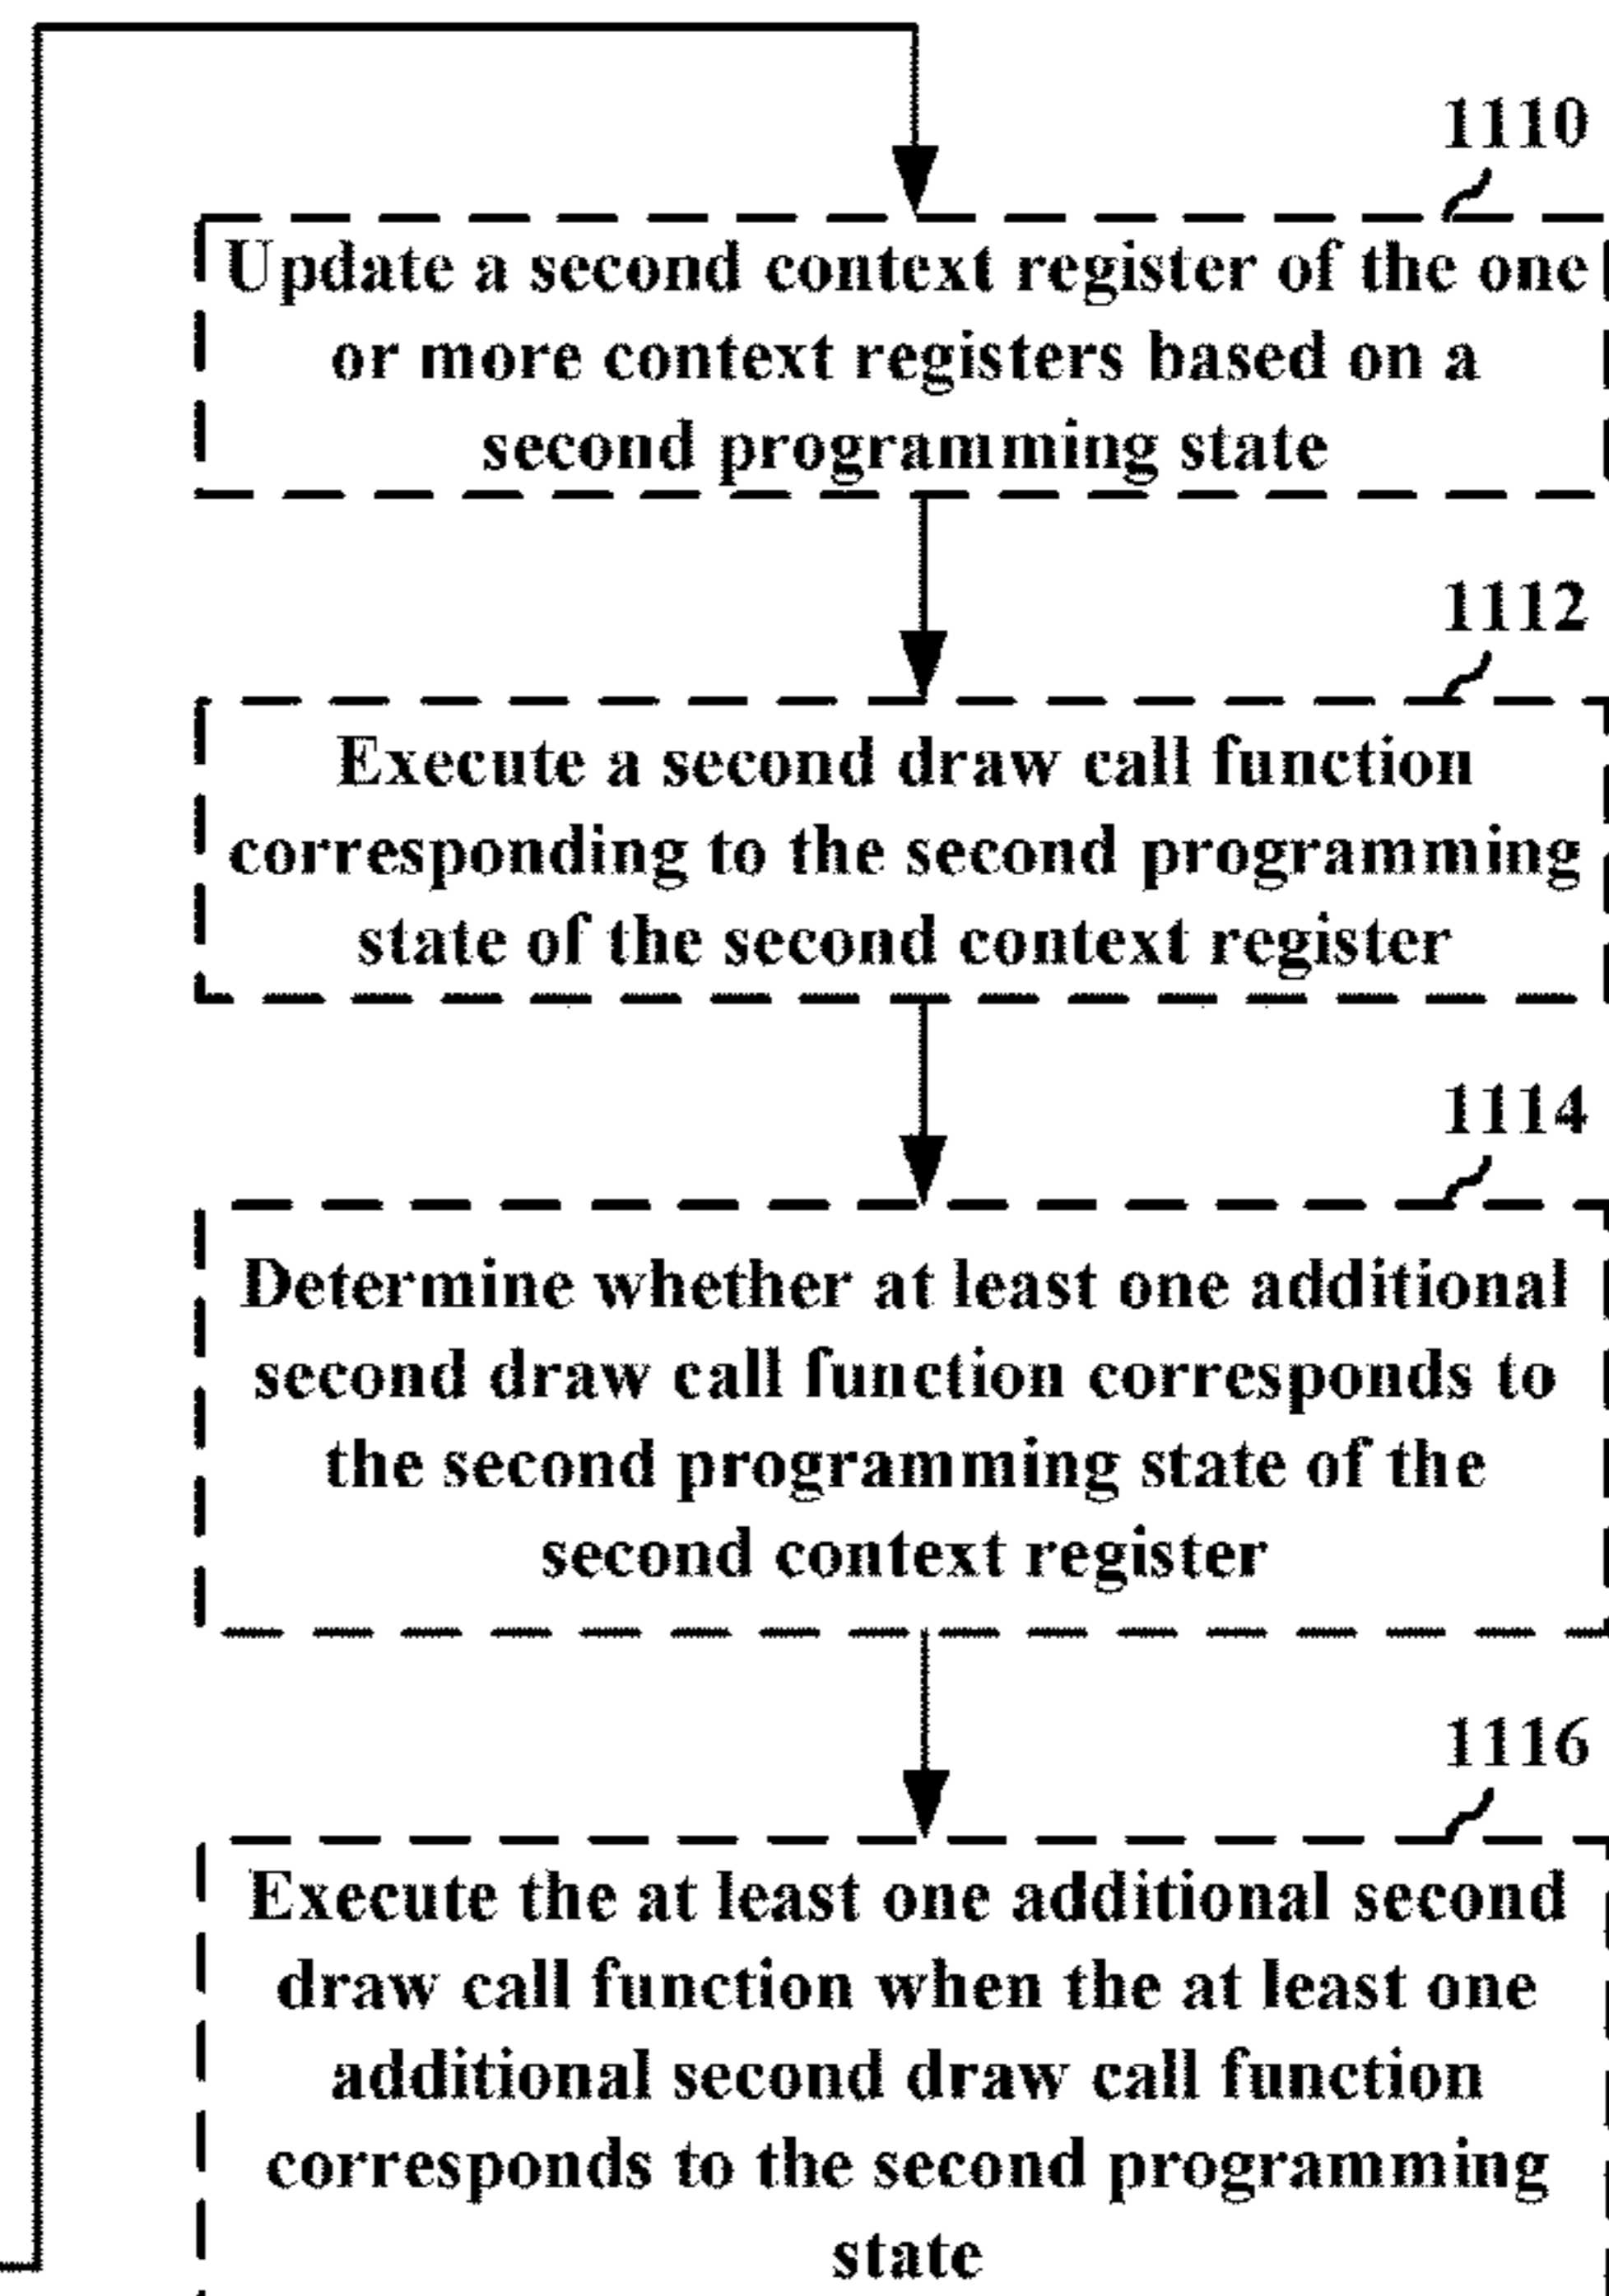 1110
Update a second context register of the one
or more context registers based on a
second programming state
1112
Execute a second draw call function
corresponding to the second programming
state of the second context register
1114
Determine whether at least one additional
second draw call function corresponds to
the second programming state of the
second context register
1116
Execute the at least one additional second
draw call function when the at least one
additional second draw call function
corresponds to the second programming
state